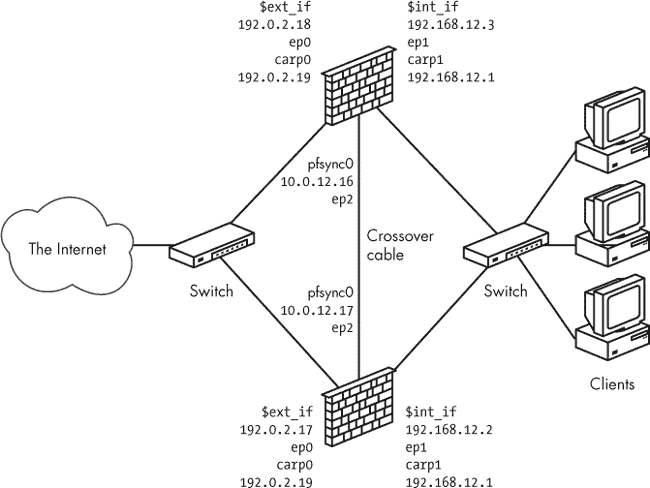 $ext_if
192.0.2.18
ep0
carp0
192.0.2.19
$int_if
192.168.12.3
ep1
carp1
192.168.12.1
pfsync0
10.0.12.16
ep2
The Internet
Switch
Crossover
cable
Switch
pfsync0
10.0.12.17
ep2
Clients
$ext_if
192.0.2.17
ep0
carp0
192.0.2.19
$int_if
192.168.12.2
ep1
carp1
192.168.12.1